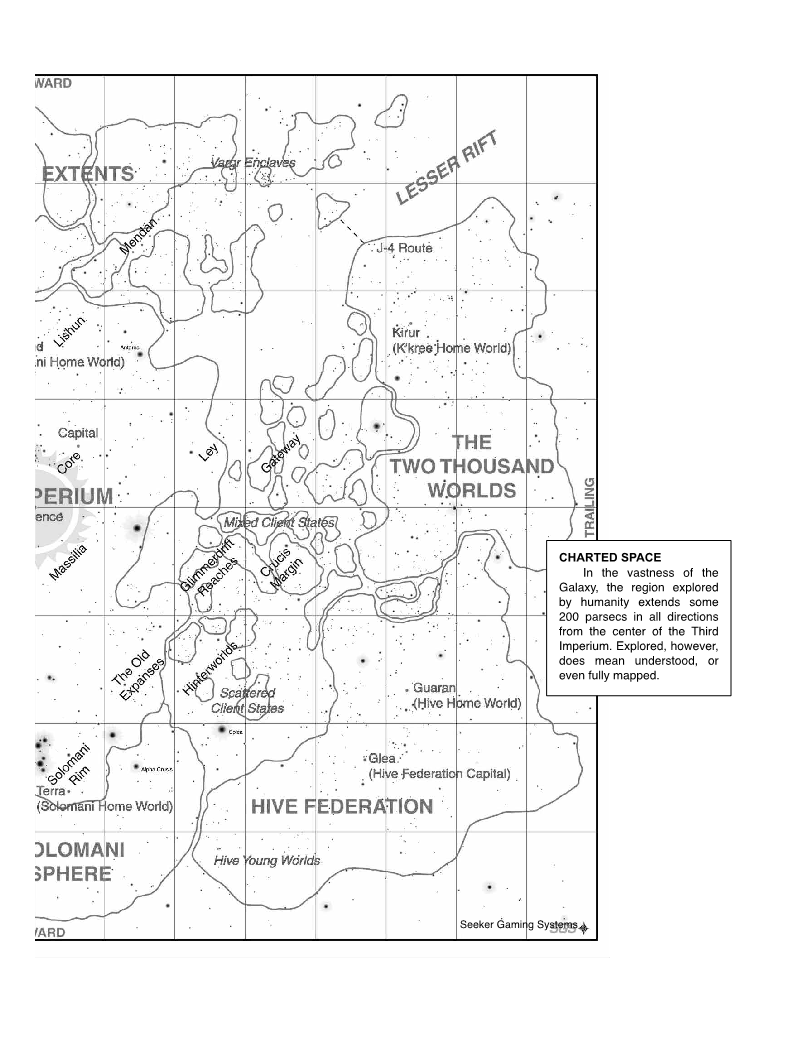 WARD
EXTENTS
Vargr Enclaves
LESSER RIFT
Mendan
J-4 Route
Lishun
Antares
Kirur
(K'kree Home World)
d
ni Home World)
Capital
Core
Ley
Gateway
THE
TWO THOUSAND
WORLDS
PERIUM
ence
Mixed Client States
TRAILING
Massilia
Glimmerdrift
Reaches
Crucis
Margin
CHARTED SPACE
In the vastness of the
Galaxy, the region explored
by humanity extends some
200 parsecs in all directions
from the center of the Third
Imperium. Explored, however,
does mean understood, or
even fully mapped.
The Old
Expanses
Hinterworlds
Scattered
Client States
Guaran
(Hive Home World)
Solomani
Rim
Alpha Crucis
Glea
(Hive Federation Capital)
Terra
(Solomani Home World)
HIVE FEDERATION
OLOMANI
SPHERE
Hive Young Worlds
Seeker Gaming Systems
WARD